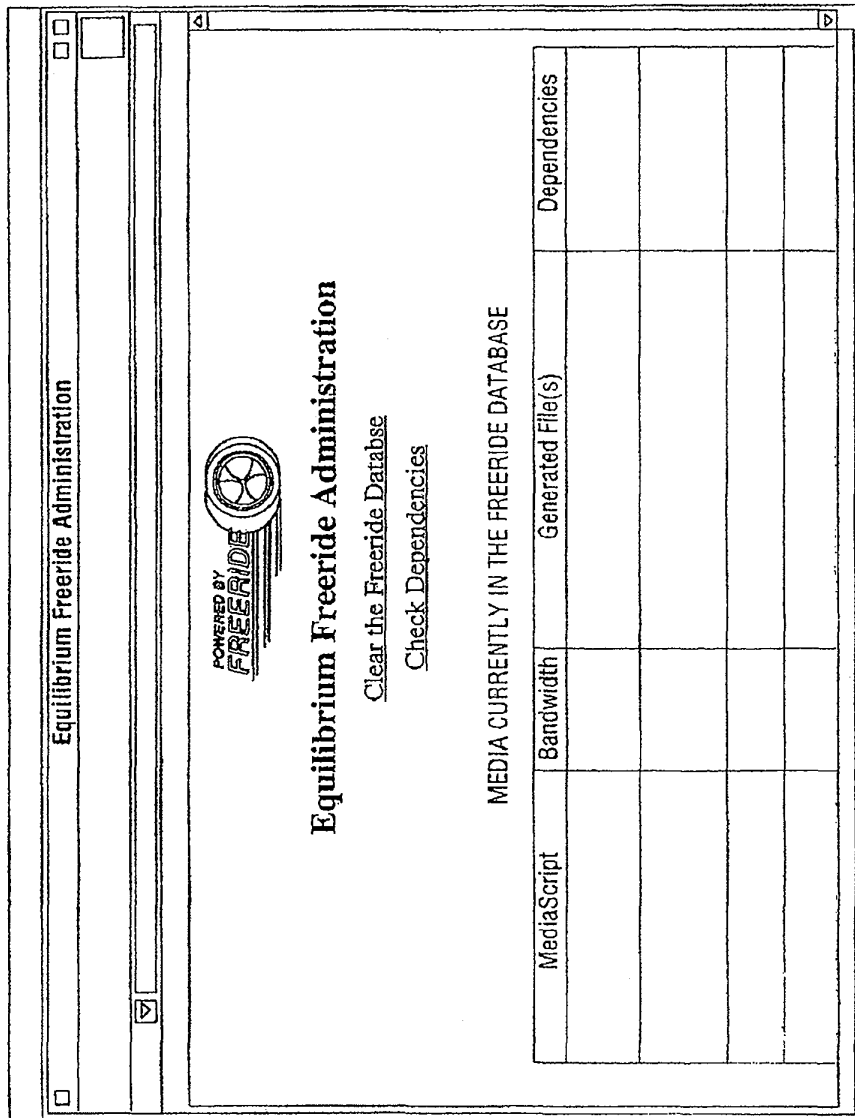 Equilibrium Freeride Administration
POWERED BY
FREERIDE
Equilibrium Freeride Administration
Clear the Freeride Databse
Check Dependencies
MEDIA CURRENTLY IN THE FREERIDE DATABASE
MediaScript Bandwidth Generated File(s) Dependencies